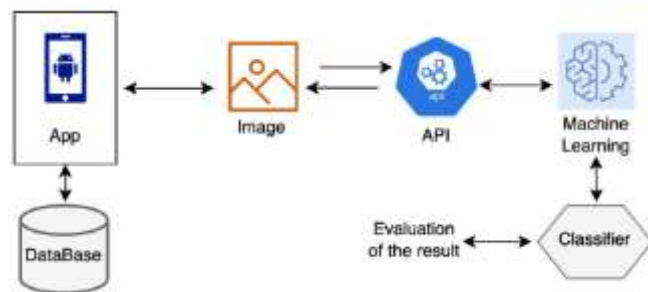 App
Image
API
Machine
Learning
DataBase
Evaluation
of the result
Classifier